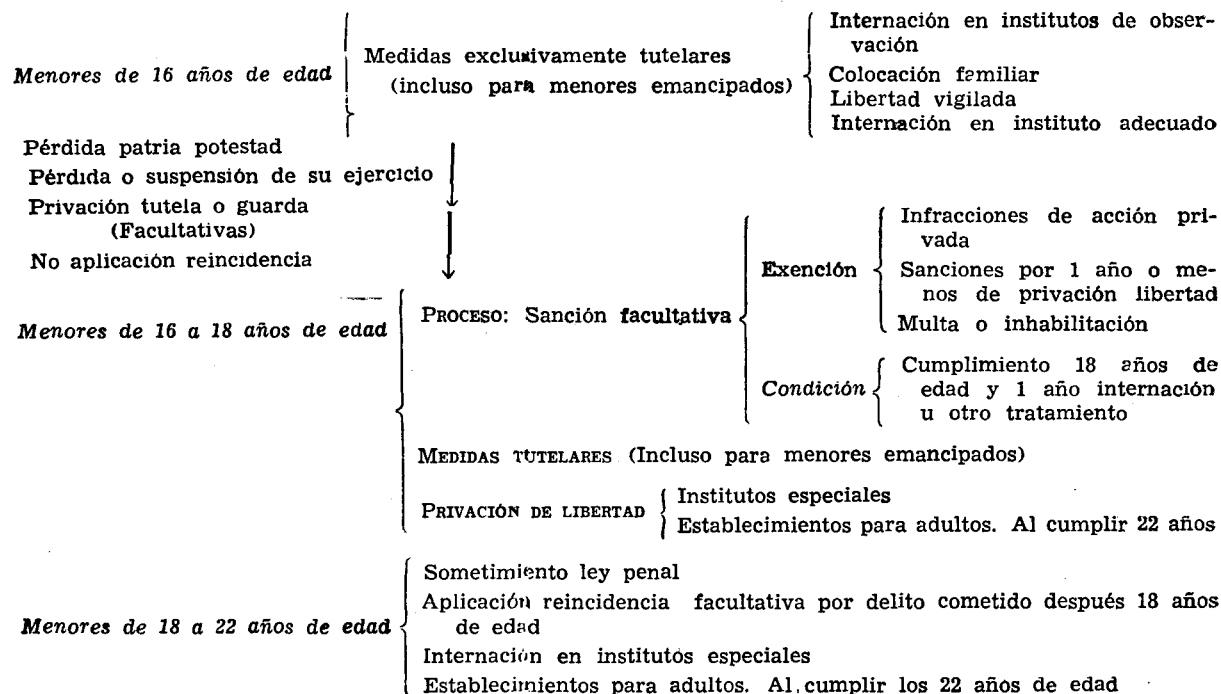 Menores de 16 años de edad
Medidas exclusivamente tutelares
(incluso para menores emancipados)
Internación en institutos de obser-
vación
Colocación familiar
Libertad vigilada
Internación en instituto adecuado
Pérdida patria potestad
Pérdida o suspensión de su ejercicio
Privación tutela o guarda
(Facultativas)
No aplicación reincidencia
Menores de 16 a 18 años de edad
PROCESO: Sanción facultativa
Exención
Infracciones de acción pri-
vada
Sanciones por 1 año o me-
nos de privación libertad
Multa o inhabilitación
Condición
Cumplimiento 18 años de
edad y 1 año internación
u otro tratamiento
MEDIDAS TUTELARES (Incluso para menores emancipados)
PRIVACIÓN DE LIBERTAD
Institutos especiales
Establecimientos para adultos. Al cumplir 22 años
Menores de 18 a 22 años de edad
Sometimiento ley penal
Aplicación reincidencia facultativa por delito cometido después 18 años
de edad
Internación en institutos especiales
Establecimientos para adultos. Al cumplir los 22 años de edad